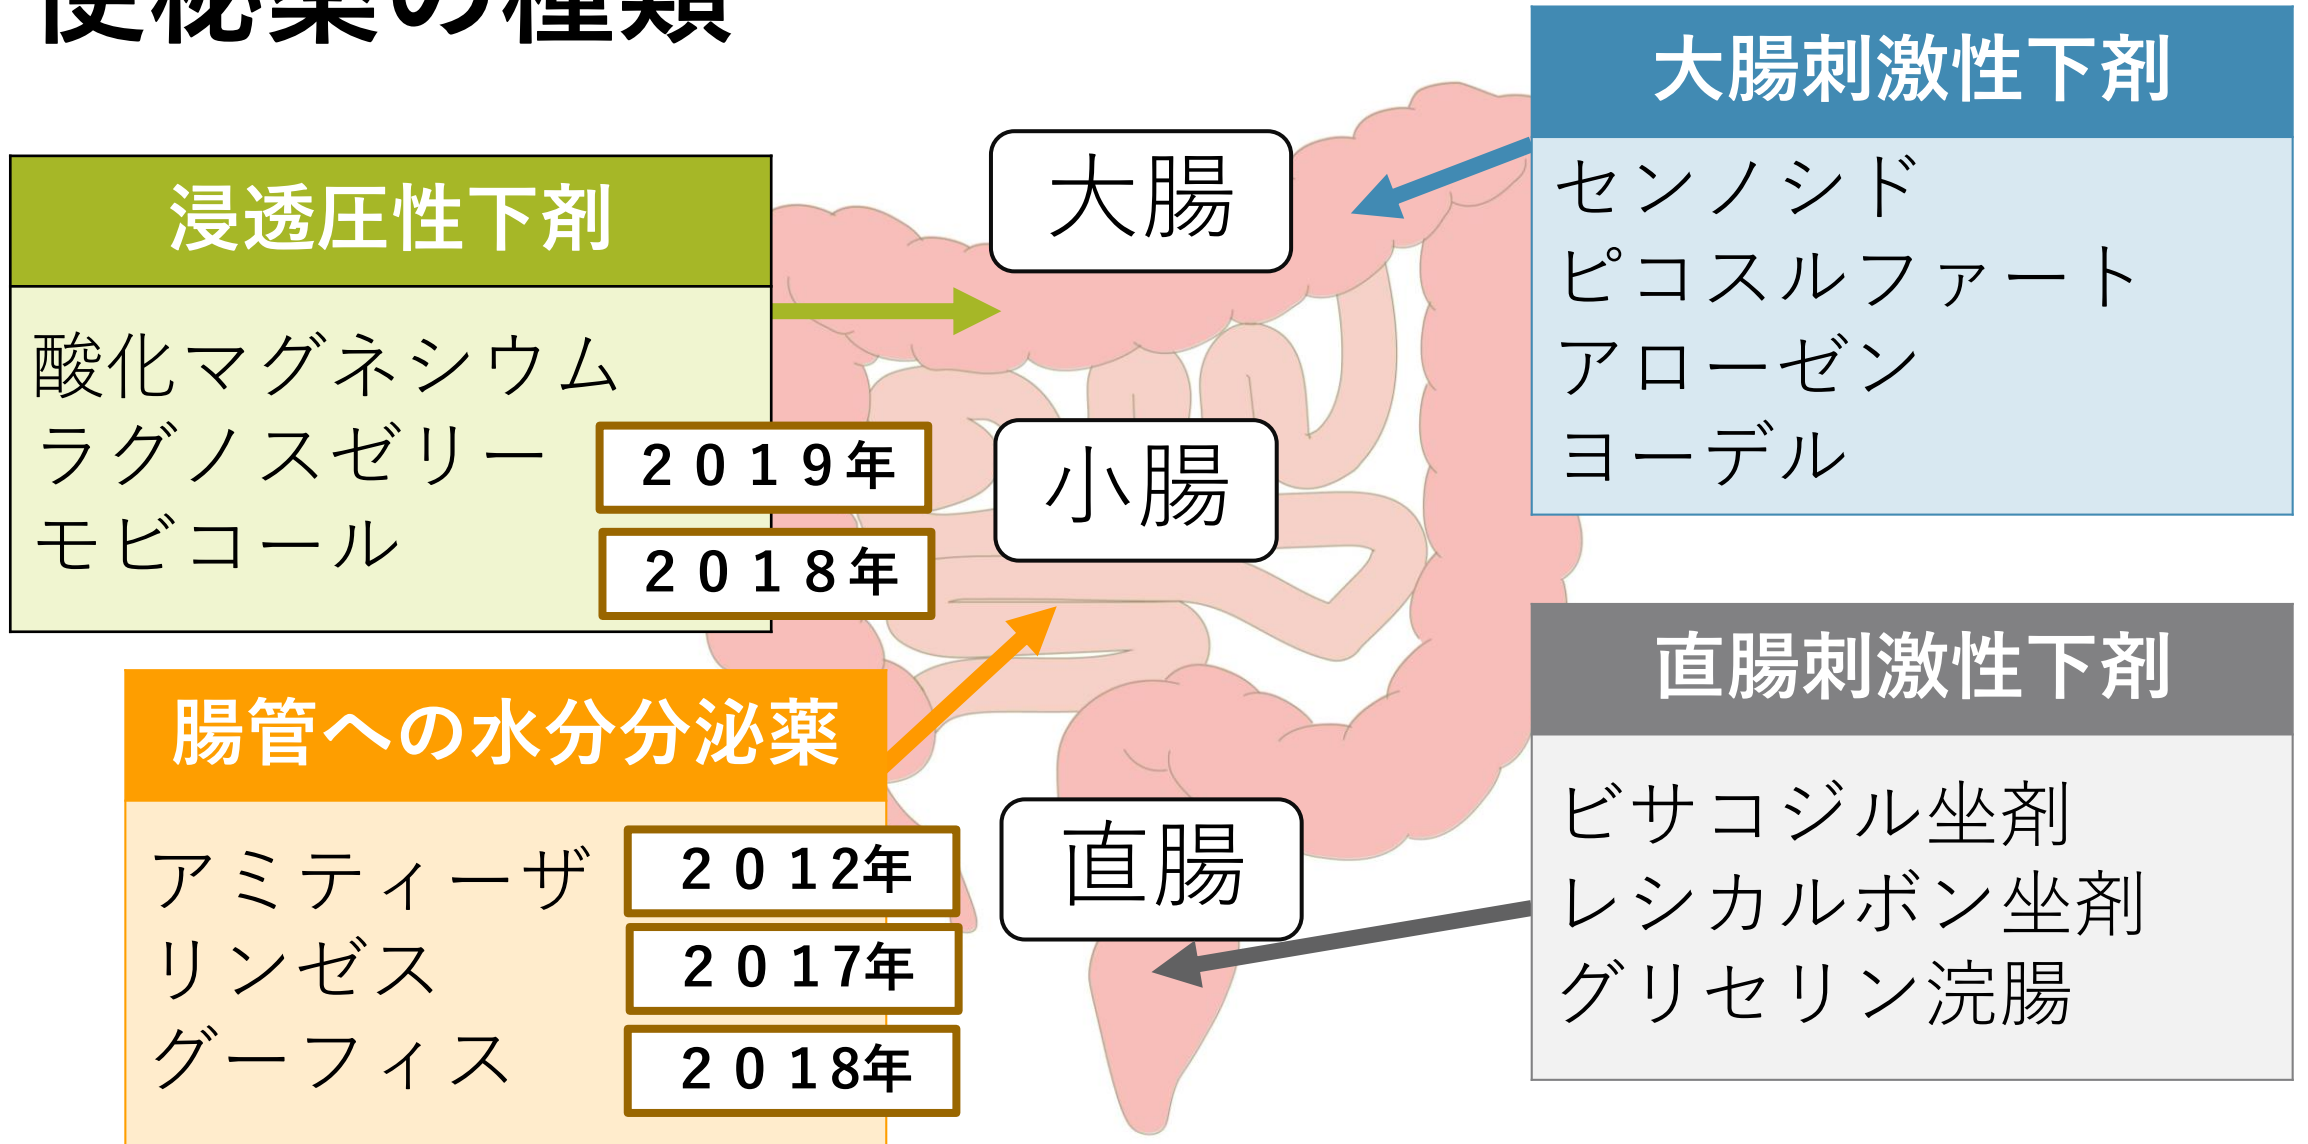 便秘薬の種類
浸透圧性下剤
酸化マグネシウム
ラグノスゼリー
2019年
モビコール
2018年
腸管への水分分泌薬
アミティーザ
2012年
リンゼス
2017年
グーフィス
2018年
大腸
小腸
直腸
大腸刺激性下剤
センノシド
ピコスルファート
アローゼン
ヨーデル
直腸刺激性下剤
ビサコジル坐剤
レシカルボン坐剤
グリセリン浣腸